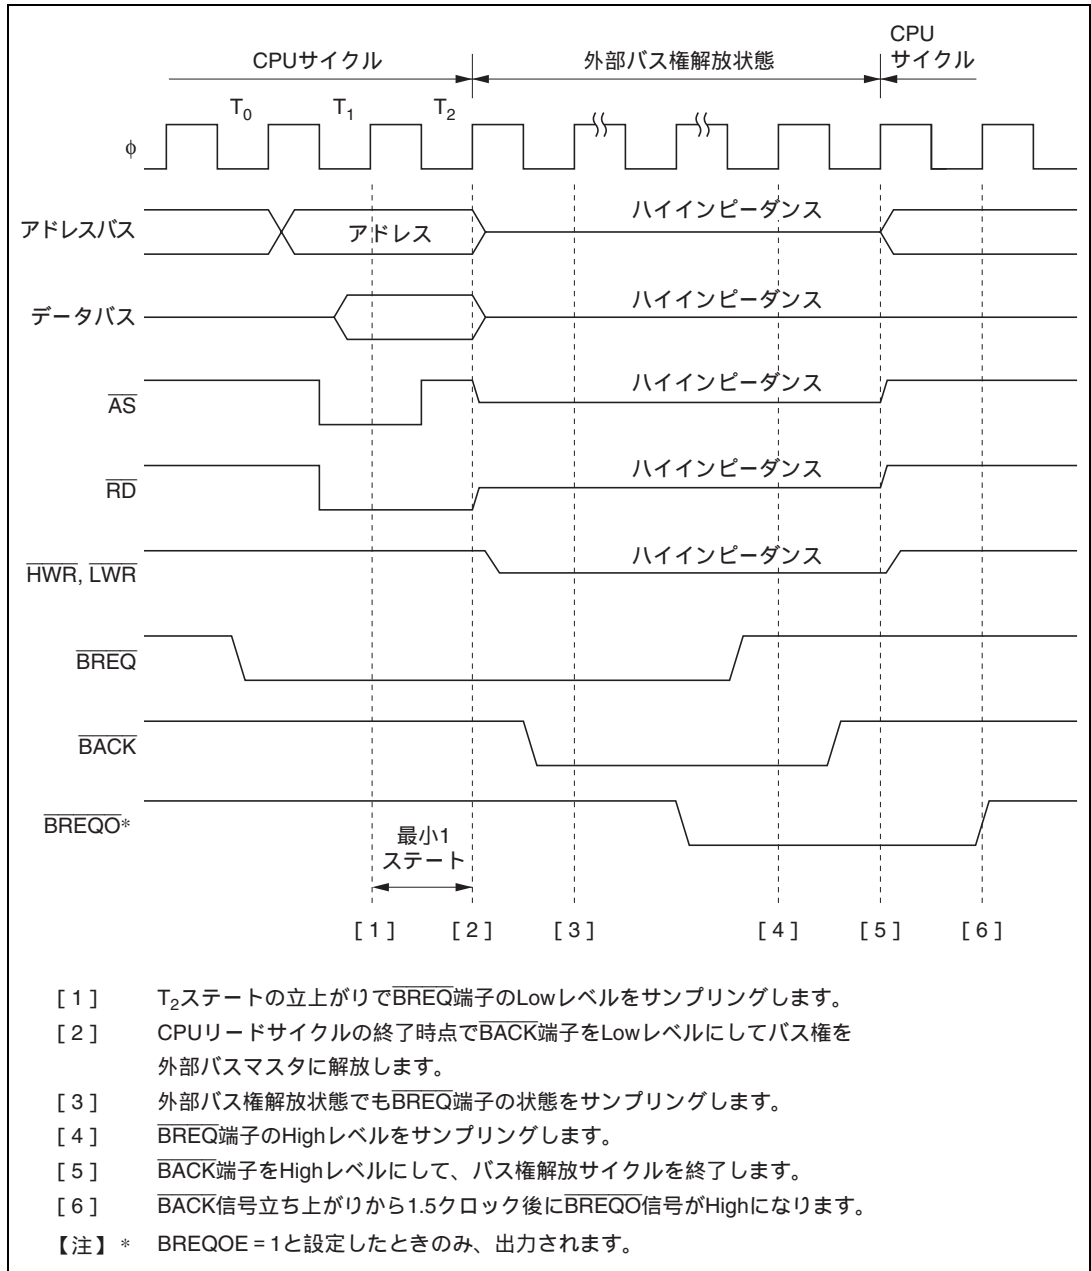 CPUサイクル
外部バス権解放状態
CPU
サイクル
T0
T1
T2
φ
アドレスバス
アドレス
ハイインピーダンス
データバス
ハイインピーダンス
AS
ハイインピーダンス
RD
ハイインピーダンス
HWR, LWR
ハイインピーダンス
BREQ
BACK
BREQO*
最小1
ステート
[1] [2] [3] [4] [5] [6]
[1] T2ステートの立上がりでBREQ端子のLowレベルをサンプリングします。
[2] CPUリードサイクルの終了時点でBACK端子をLowレベルにしてバス権を
外部バスマスタに解放します。
[3] 外部バス権解放状態でもBREQ端子の状態をサンプリングします。
[4] BREQ端子のHighレベルをサンプリングします。
[5] BACK端子をHighレベルにして、バス権解放サイクルを終了します。
[6] BACK信号立ち上がりから1.5クロック後にBREQO信号がHighになります。
【注】* BREQOE = 1と設定したときのみ、出力されます。